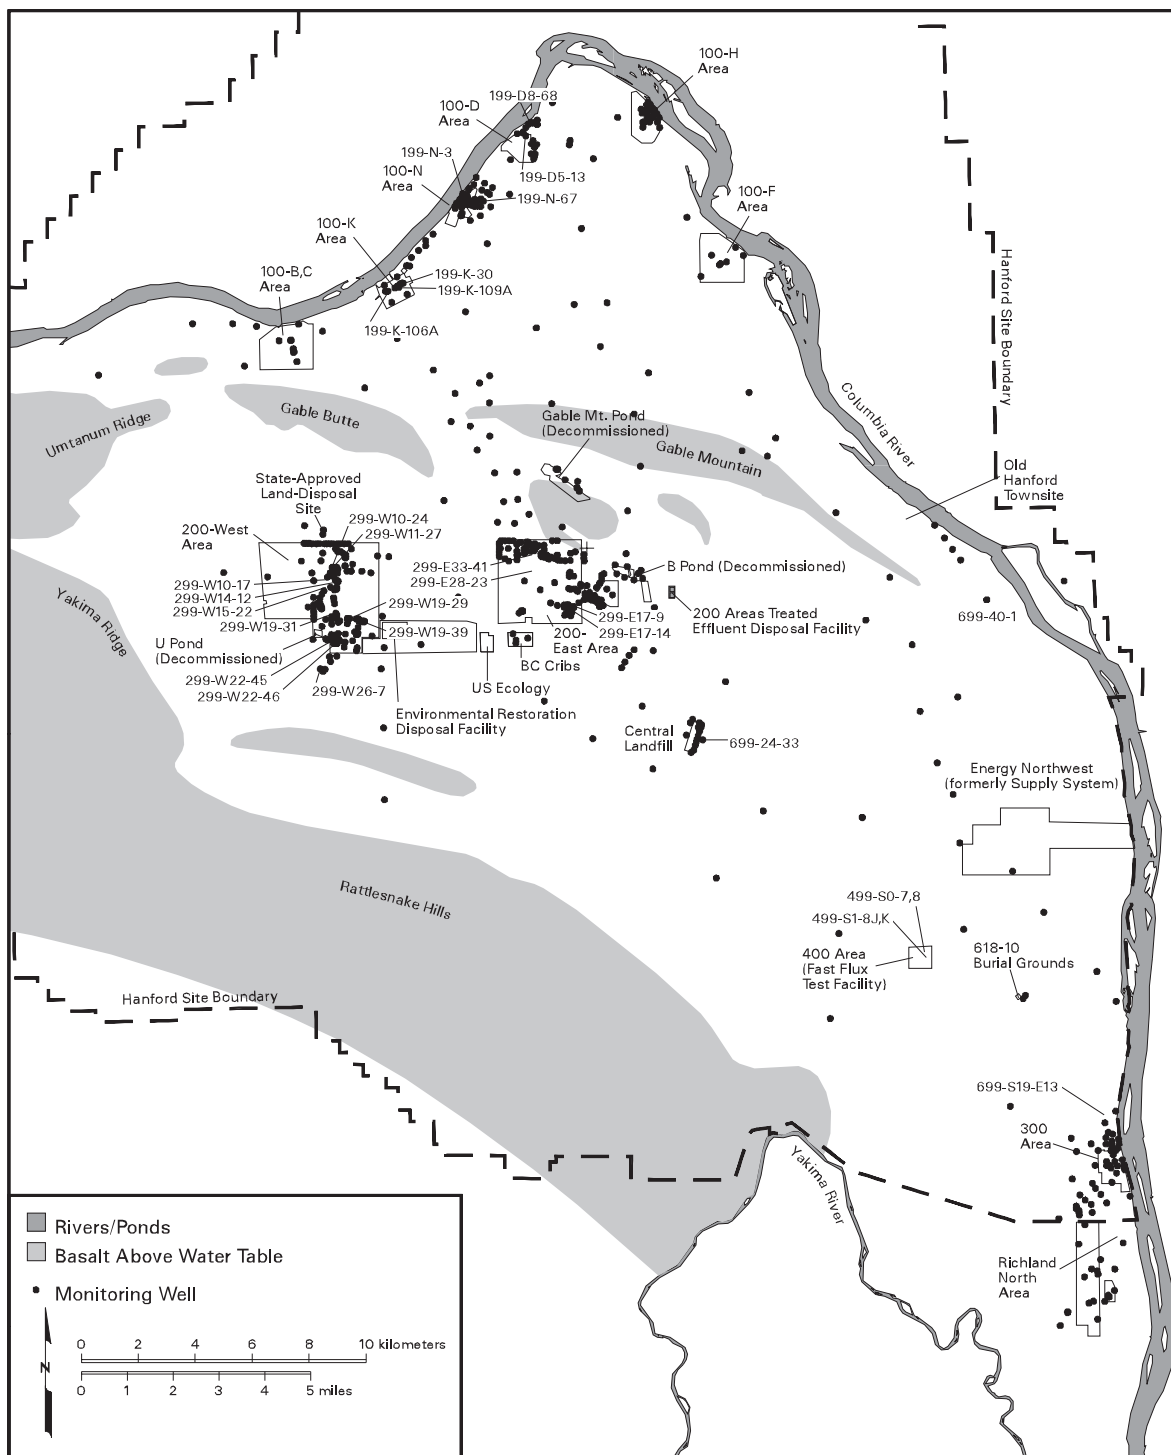 100-H
Area
199-D8-68
100-D
Area
199-N-3
100-N
Area
199-D5-13
199-N-67
100-F
Area
100-K
Area
100-B,C
Area
199-K-30
199-K-109A
199-K-106A
Hanford Site Boundary
Columbia River
Umtanum Ridge
Gable Butte
Gable Mt. Pond
(Decommissioned)
Gable Mountain
Old
Hanford
Townsite
State-Approved
Land-Disposal
Site
299-W10-24
299-W11-27
200-West
Area
299-W10-17
299-W14-12
299-W15-22
299-W19-29
299-W19-31
299-W19-39
U Pond
(Decommissioned)
299-W22-45
299-W22-46
299-W26-7
299-E33-41
299-E28-23
B Pond (Decommissioned)
299-E17-9
299-E17-14
200 Areas Treated
Effluent Disposal Facility
200-
East Area
BC Cribs
US Ecology
Environmental Restoration
Disposal Facility
699-40-1
Yakima Ridge
Central
Landfill
699-24-33
Energy Northwest
(formerly Supply System)
Rattlesnake Hills
499-S0-7,8
499-S1-8J,K
400 Area
(Fast Flux
Test Facility)
618-10
Burial Grounds
Hanford Site Boundary
699-S19-E13
300
Area
Yakima River
Richland
North
Area
Rivers/Ponds
Basalt Above Water Table
Monitoring Well
0 2 4 6 8 10 kilometers
0 1 2 3 4 5 miles
N